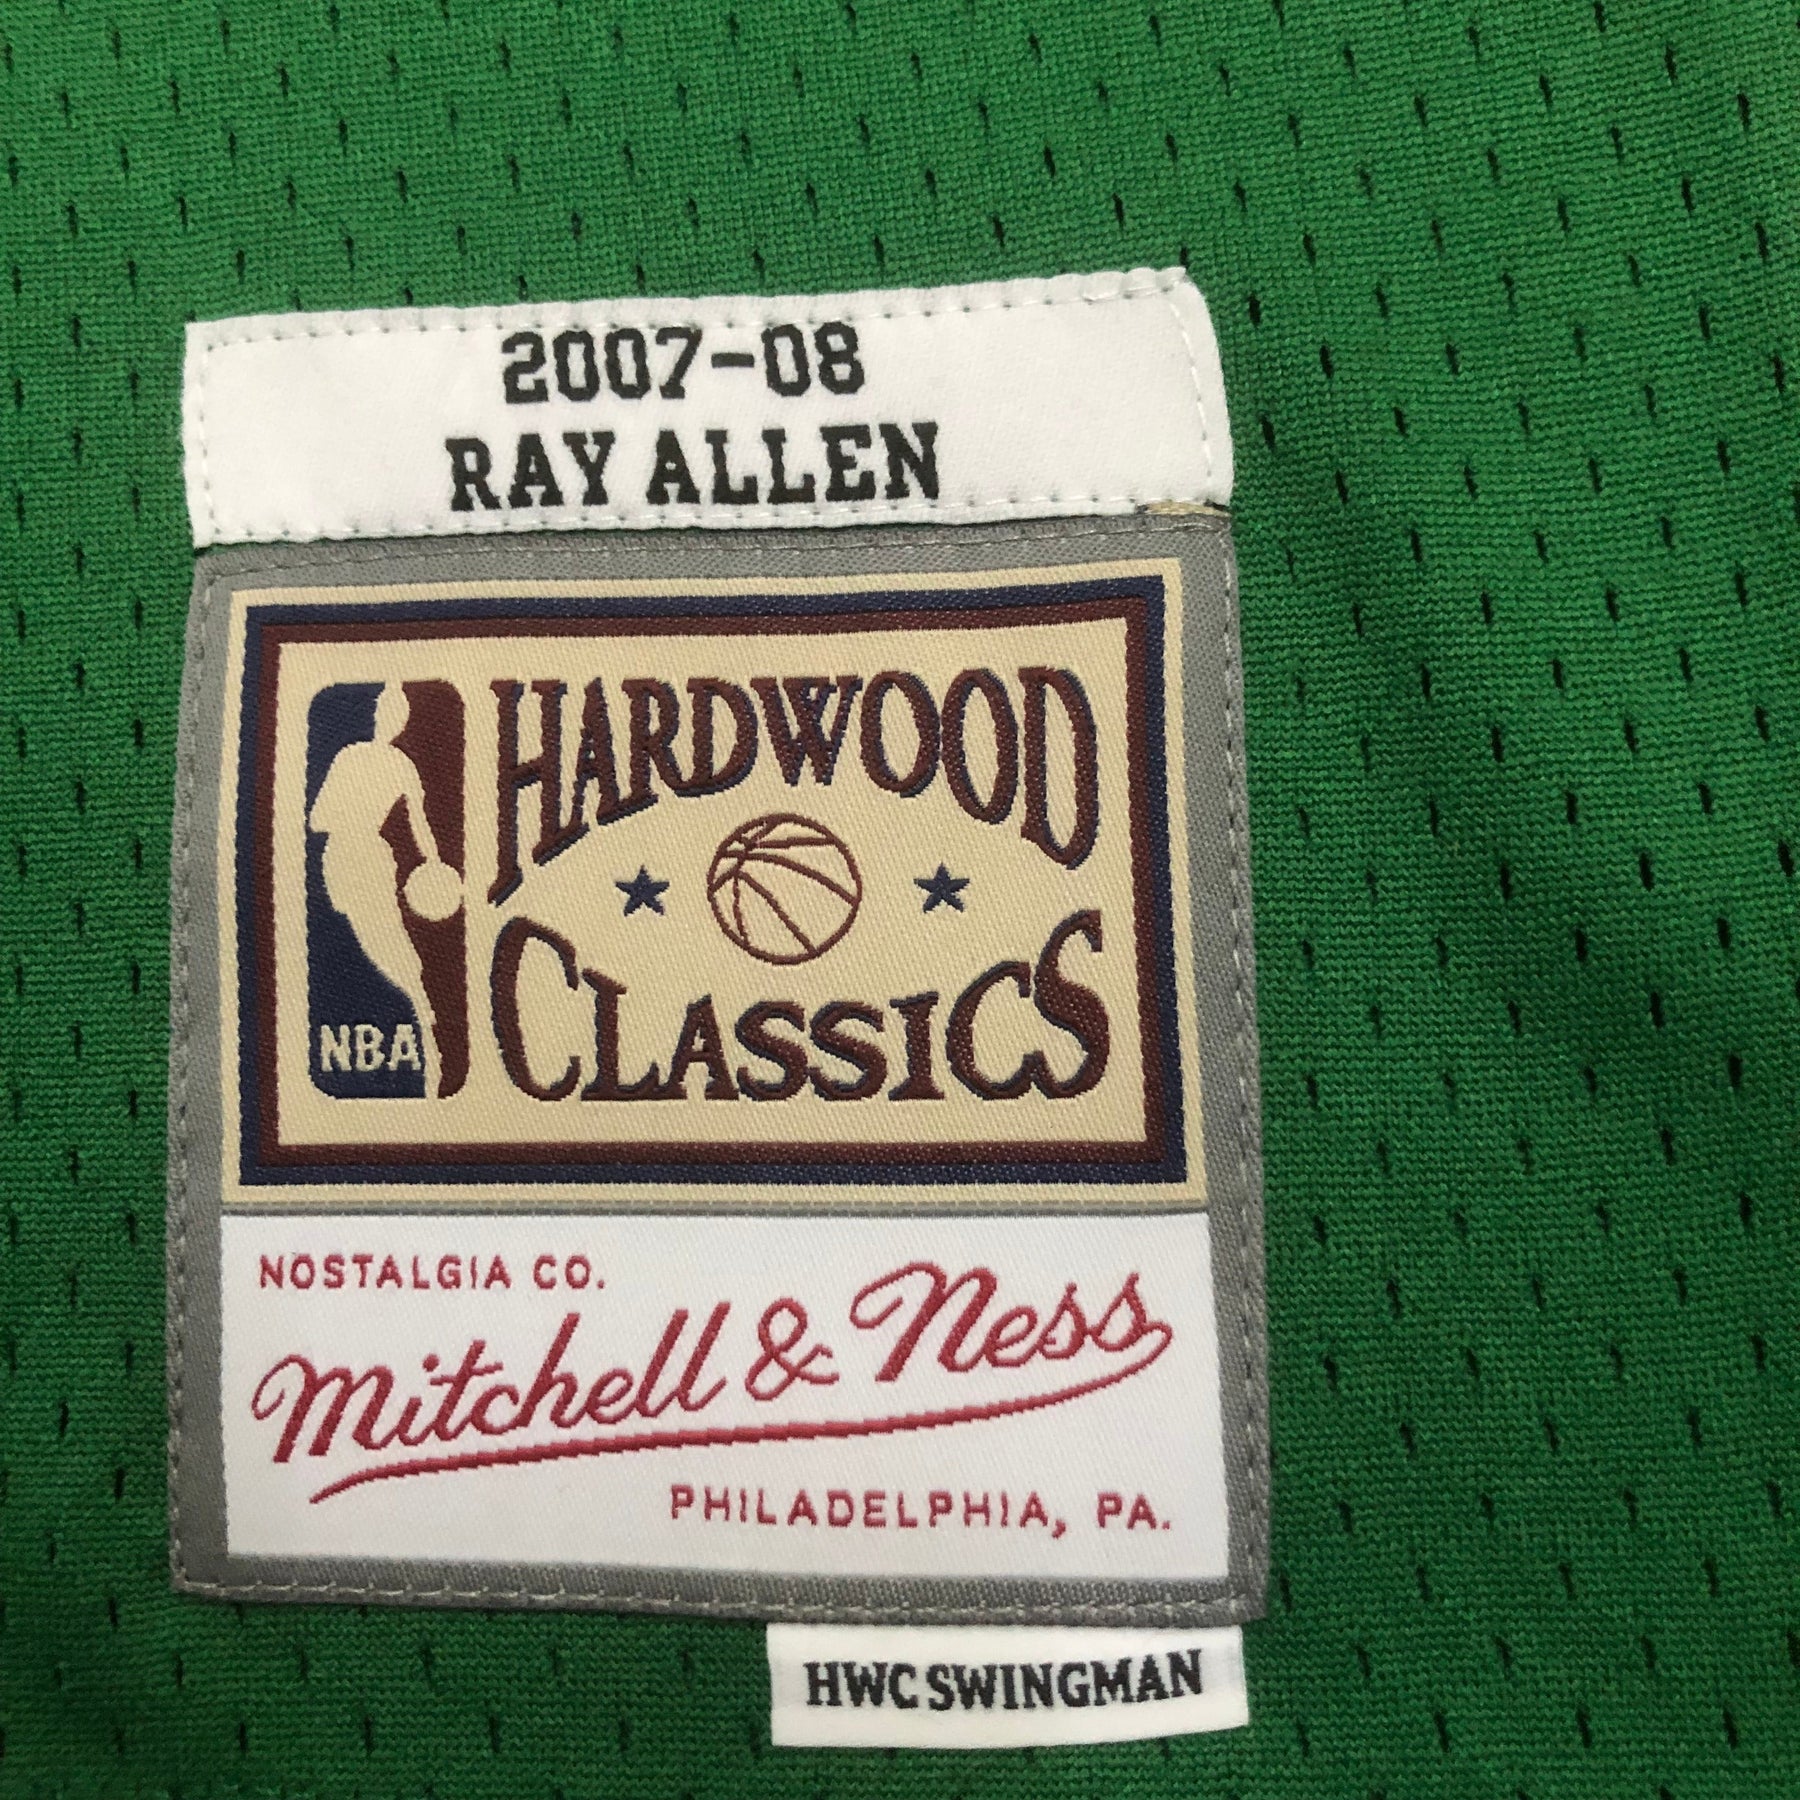 2007-08
RAY ALLEN
HARDWOOD
CLASSICS
NBA
NOSTALGIA CO.
Mitchell & Ness
PHILADELPHIA, PA.
HWC SWINGMAN